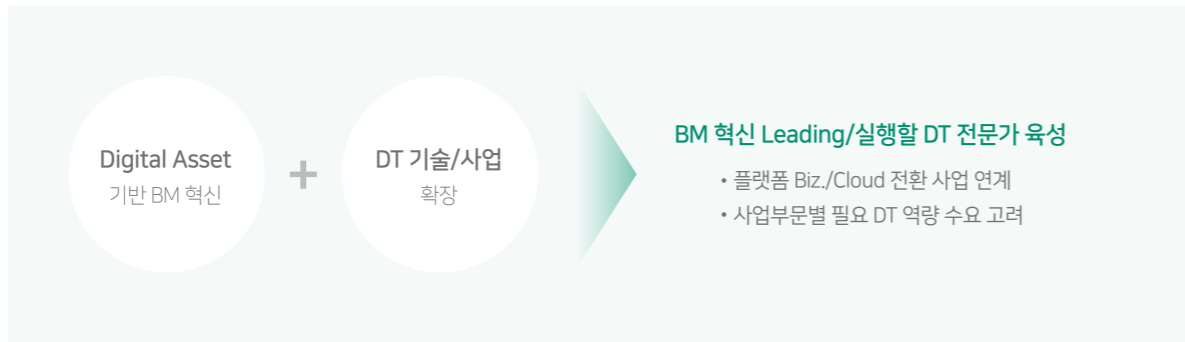 Digital Asset
기반 BM 혁신
+
DT 기술/사업
확장
BM 혁신 Leading/실행할 DT 전문가 육성
• 플랫폼 Biz./Cloud 전환 사업 연계
• 사업부문별 필요 DT 역량 수요 고려